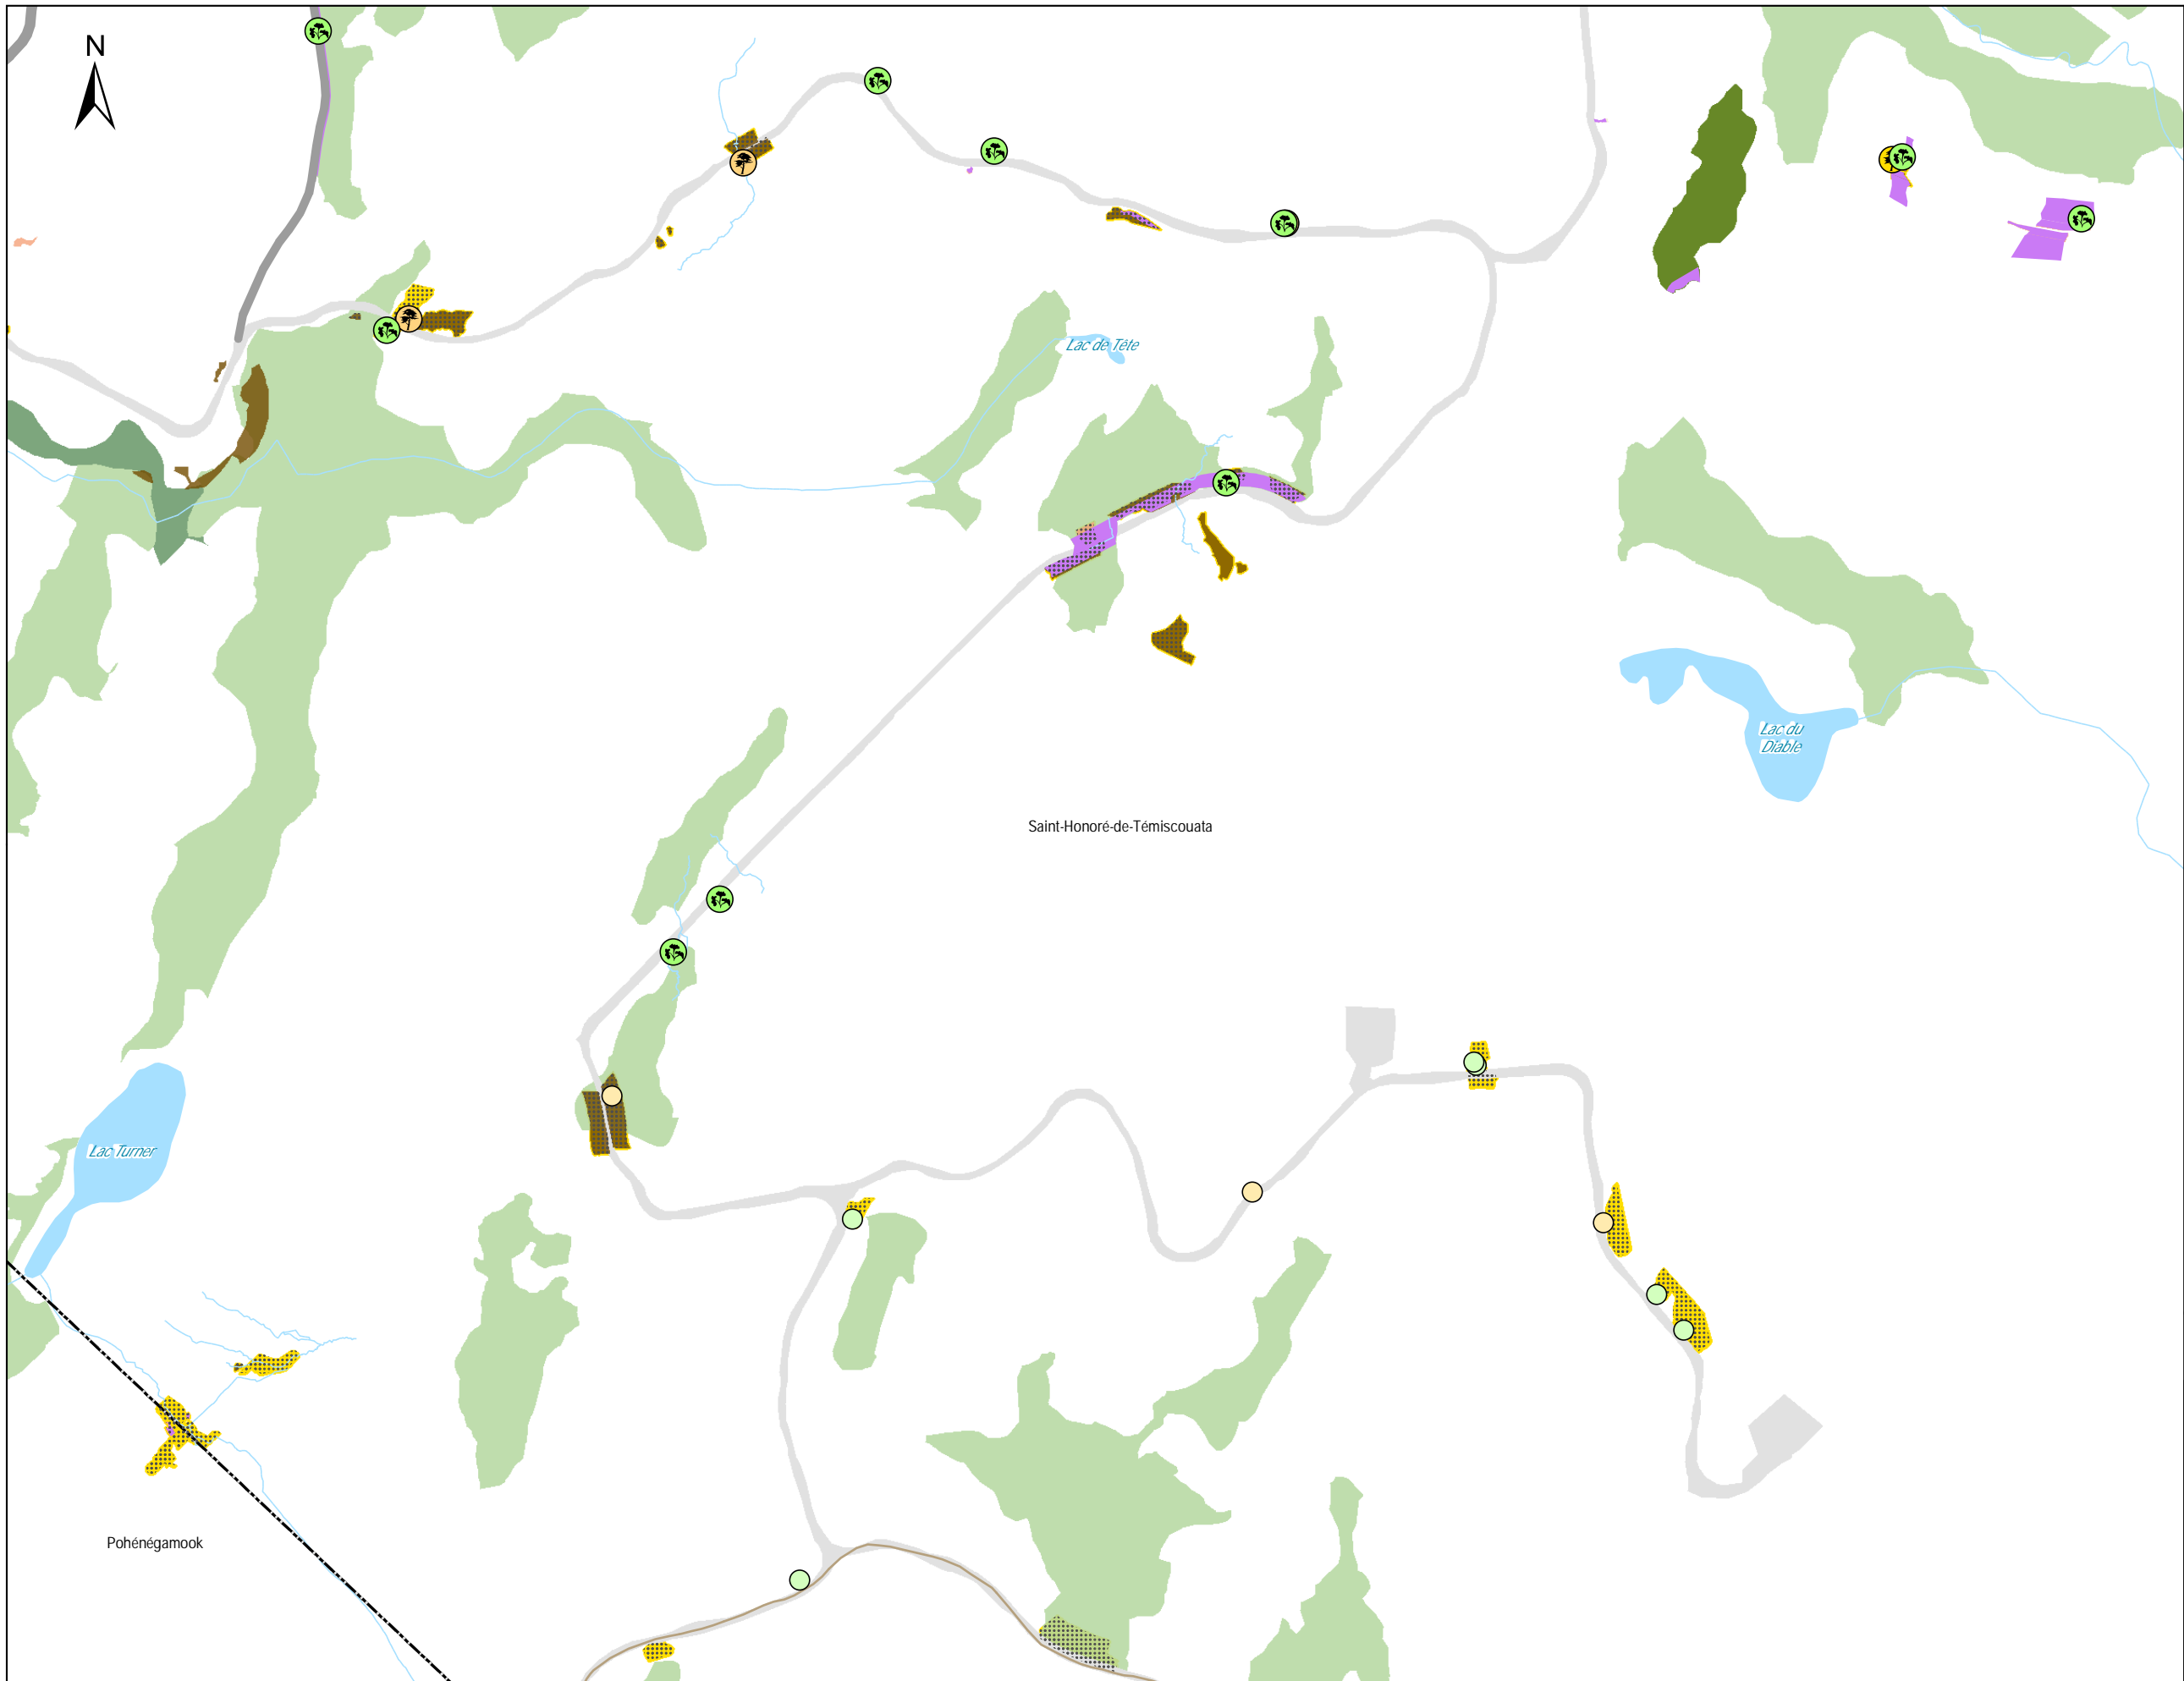 N
Lac de Tête
Lac du
Diable
Saint-Honoré-de-Témiscouata
Lac Turner
Pohénégamook